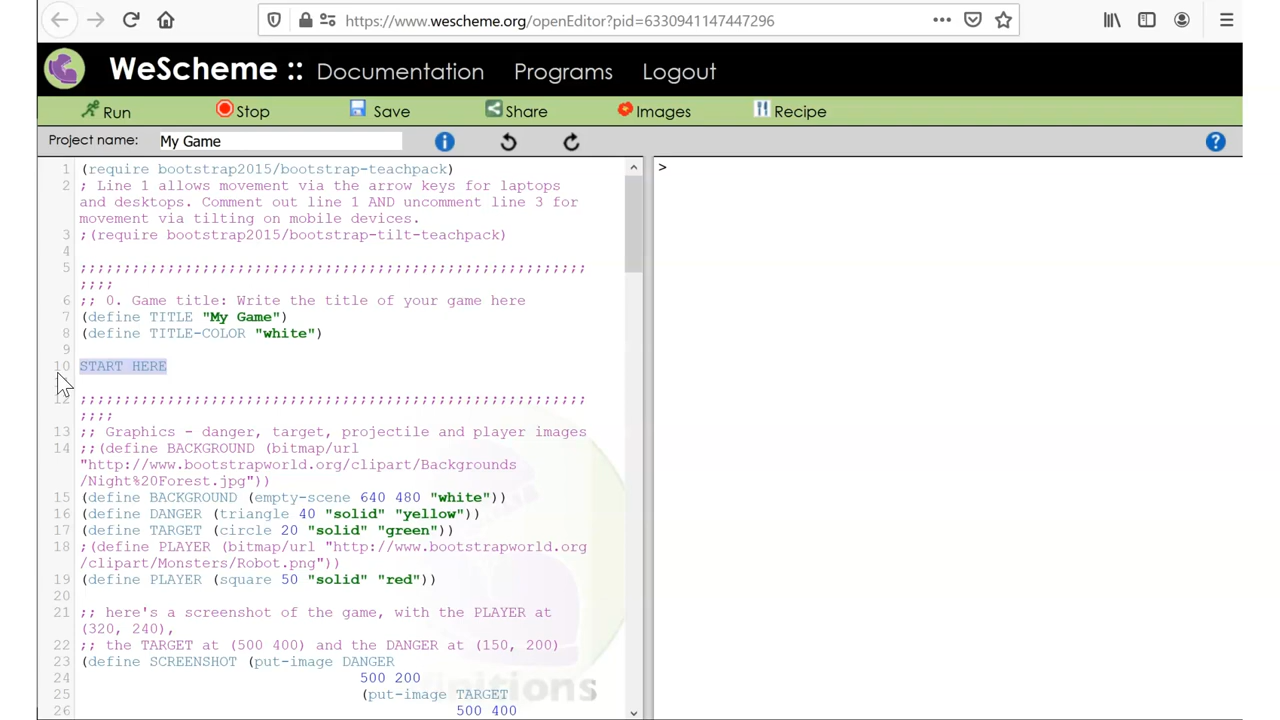 https://www.wescheme.org/openEditor?pid=6330941147447296
WeScheme :: Documentation Programs Logout
Run Stop Save Share Images Recipe
Project name: My Game
1 (require bootstrap2015/bootstrap-teachpack)
2 ; Line 1 allows movement via the arrow keys for laptops
and desktops. Comment out line 1 AND uncomment line 3 for
movement via tilting on mobile devices.
3 ;(require bootstrap2015/bootstrap-tilt-teachpack)
4
5 ;;;;;;;;;;;;;;;;;;;;;;;;;;;;;;;;;;;;;;;;;;;;;;;;;;;;;;;;;;
;;;;
6 ;; 0. Game title: Write the title of your game here
7 (define TITLE "My Game")
8 (define TITLE-COLOR "white")
9
10 START HERE
12 ;;;;;;;;;;;;;;;;;;;;;;;;;;;;;;;;;;;;;;;;;;;;;;;;;;;;;;;;;;
;;;;
13 ;; Graphics - danger, target, projectile and player images
14 ;;(define BACKGROUND (bitmap/url
"http://www.bootstrapworld.org/clipart/Backgrounds
/Night%20Forest.jpg"))
15 (define BACKGROUND (empty-scene 640 480 "white"))
16 (define DANGER (triangle 40 "solid" "yellow"))
17 (define TARGET (circle 20 "solid" "green"))
18 ;(define PLAYER (bitmap/url "http://www.bootstrapworld.org
/clipart/Monsters/Robot.png"))
19 (define PLAYER (square 50 "solid" "red"))
20
21 ;; here's a screenshot of the game, with the PLAYER at
(320, 240),
22 ;; the TARGET at (500 400) and the DANGER at (150, 200)
23 (define SCREENSHOT (put-image DANGER
24 500 200
25 (put-image TARGET
26 500 400
>